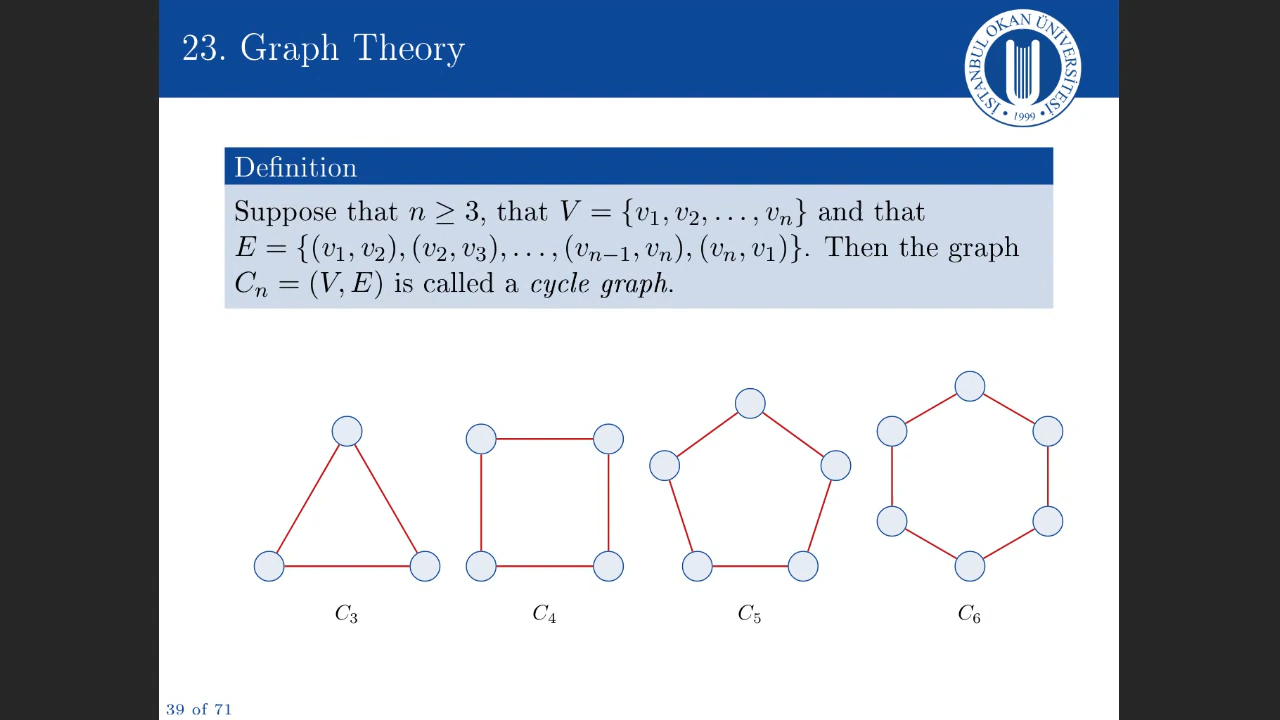 23. Graph Theory
İSTANBUL OKAN ÜNİVERSİTESİ
• 1999 •
Definition
Suppose that n ≥ 3, that V = {v₁, v₂, . . . , vₙ} and that
E = {(v₁, v₂), (v₂, v₃), . . . , (vₙ₋₁, vₙ), (vₙ, v₁)}. Then the graph
Cₙ = (V, E) is called a cycle graph.
C₃ C₄ C₅ C₆
39 of 71